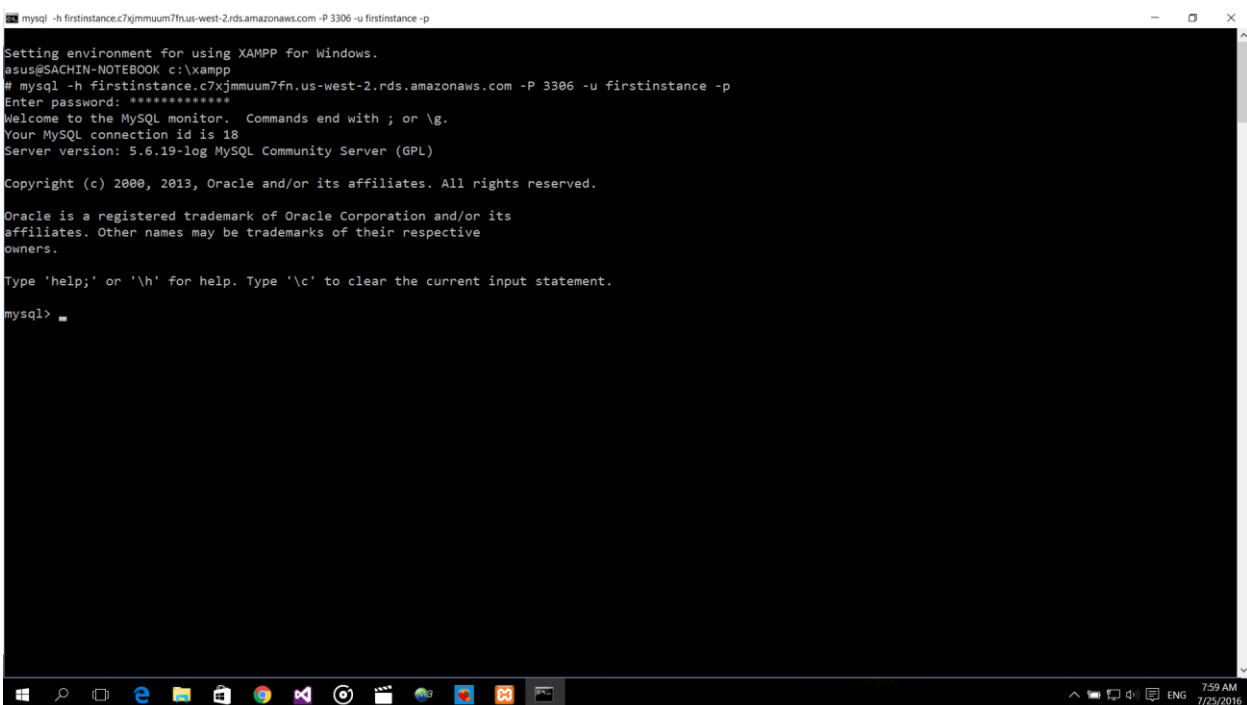 mysql -h firstinstance.c7xjmmuum7fn.us-west-2.rds.amazonaws.com -P 3306 -u firstinstance -p
Setting environment for using XAMPP for Windows.
asus@SACHIN-NOTEBOOK c:\xampp
# mysql -h firstinstance.c7xjmmuum7fn.us-west-2.rds.amazonaws.com -P 3306 -u firstinstance -p
Enter password: *************
Welcome to the MySQL monitor.  Commands end with ; or \g.
Your MySQL connection id is 18
Server version: 5.6.19-log MySQL Community Server (GPL)
Copyright (c) 2000, 2013, Oracle and/or its affiliates. All rights reserved.
Oracle is a registered trademark of Oracle Corporation and/or its
affiliates. Other names may be trademarks of their respective
owners.
Type 'help;' or '\h' for help. Type '\c' to clear the current input statement.
mysql> _
ENG
7:59 AM
7/25/2016